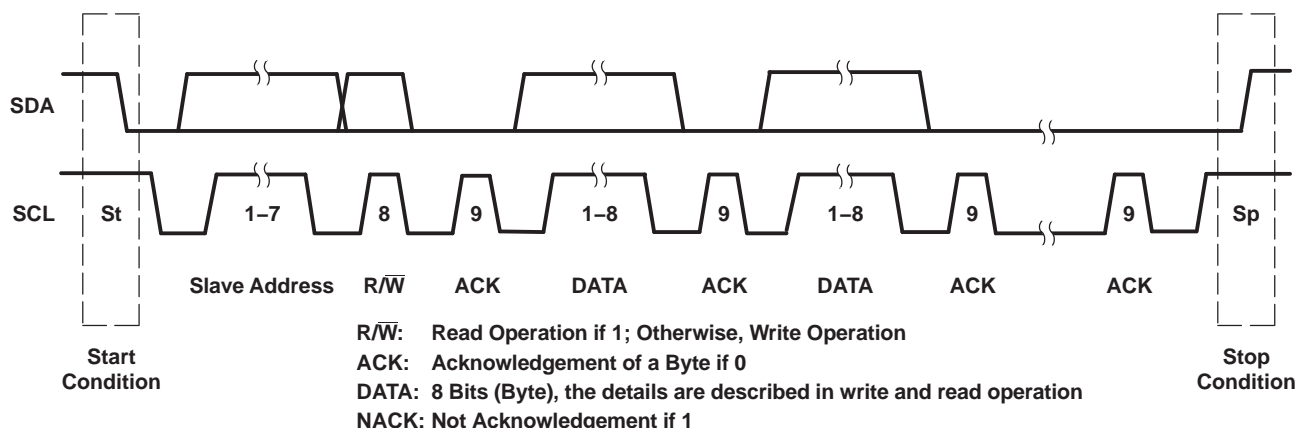 SDA
SCL
St
1–7
8
9
1–8
9
1–8
9
9
Sp
Slave Address
R/W̅
ACK
DATA
ACK
DATA
ACK
ACK
Start
Condition
Stop
Condition
R/W̅: Read Operation if 1; Otherwise, Write Operation
ACK: Acknowledgement of a Byte if 0
DATA: 8 Bits (Byte), the details are described in write and read operation
NACK: Not Acknowledgement if 1